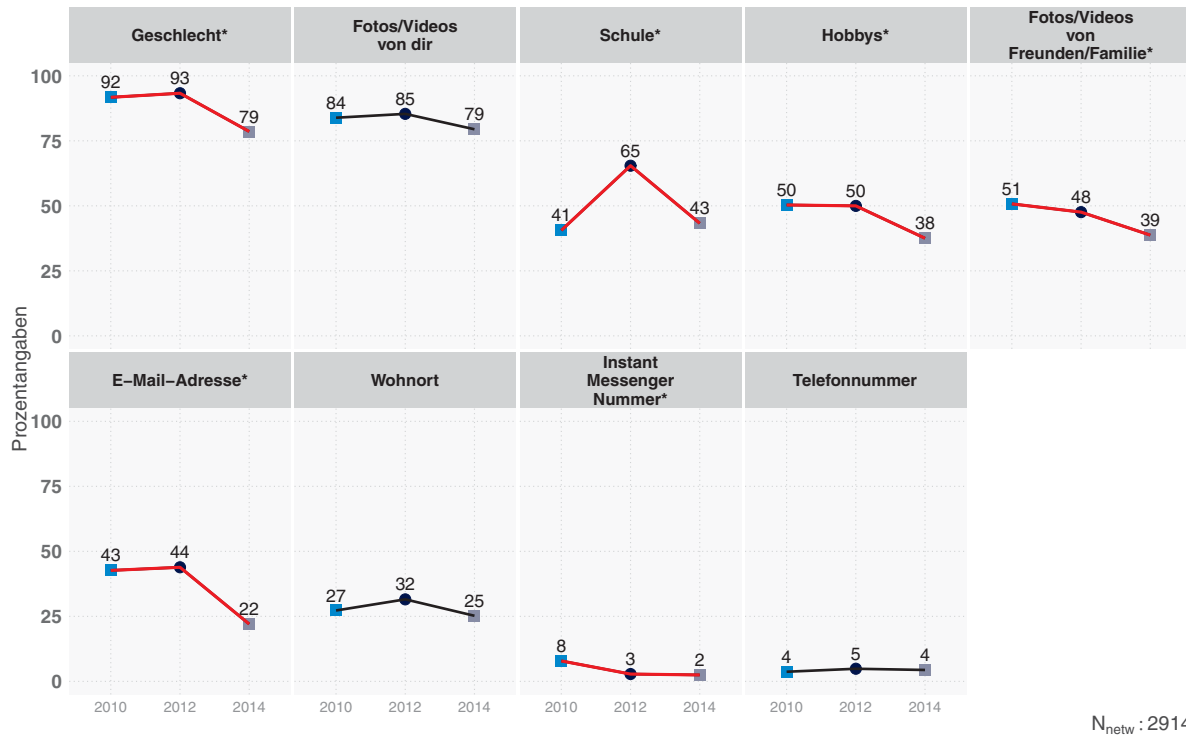 Geschlecht*
Fotos/Videos
von dir
Schule*
Hobbys*
Fotos/Videos
von
Freunden/Familie*
100
75
50
25
0
92
93
79
84
85
79
41
65
43
50
50
38
51
48
39
Prozentangaben
E–Mail–Adresse*
Wohnort
Instant
Messenger
Nummer*
Telefonnummer
100
75
50
25
0
43
44
22
27
32
25
8
3
2
4
5
4
2010 2012 2014
2010 2012 2014
2010 2012 2014
2010 2012 2014
Nnetw : 2914